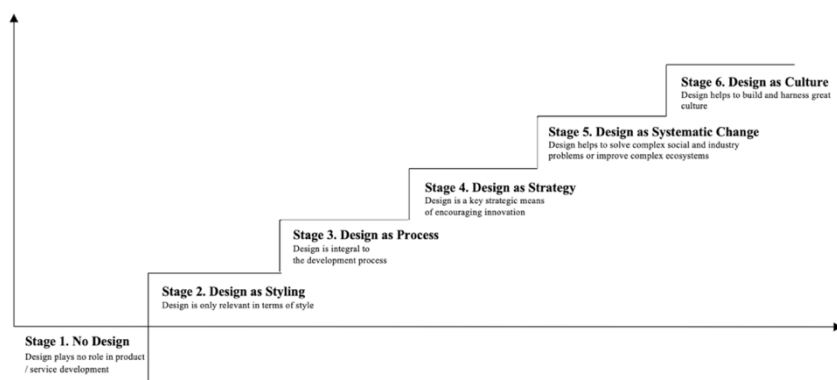 Stage 6. Design as Culture
Design helps to build and harness great
culture
Stage 5. Design as Systematic Change
Design helps to solve complex social and industry
problems or improve complex ecosystems
Stage 4. Design as Strategy
Design is a key strategic means
of encouraging innovation
Stage 3. Design as Process
Design is integral to
the development process
Stage 2. Design as Styling
Design is only relevant in terms of style
Stage 1. No Design
Design plays no role in product
/ service development